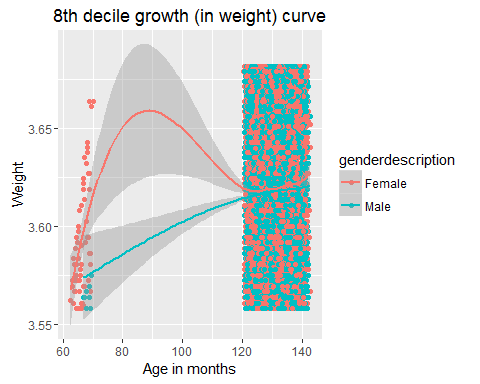 8th decile growth (in weight) curve
Weight
3.65
3.60
3.55
60 80 100 120 140
Age in months
genderdescription
Female
Male